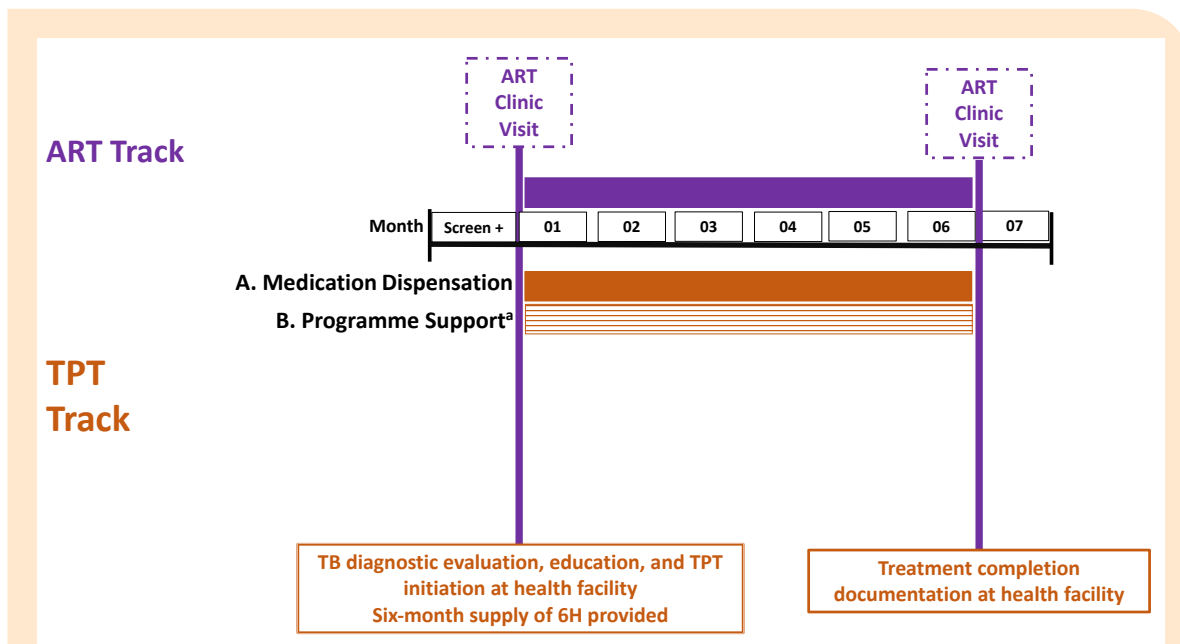 ART
Clinic
Visit
ART
Clinic
Visit
ART Track
Month
Screen +
01
02
03
04
05
06
07
A. Medication Dispensation
B. Programme Supportᵃ
TPT
Track
TB diagnostic evaluation, education, and TPT
initiation at health facility
Six-month supply of 6H provided
Treatment completion
documentation at health facility